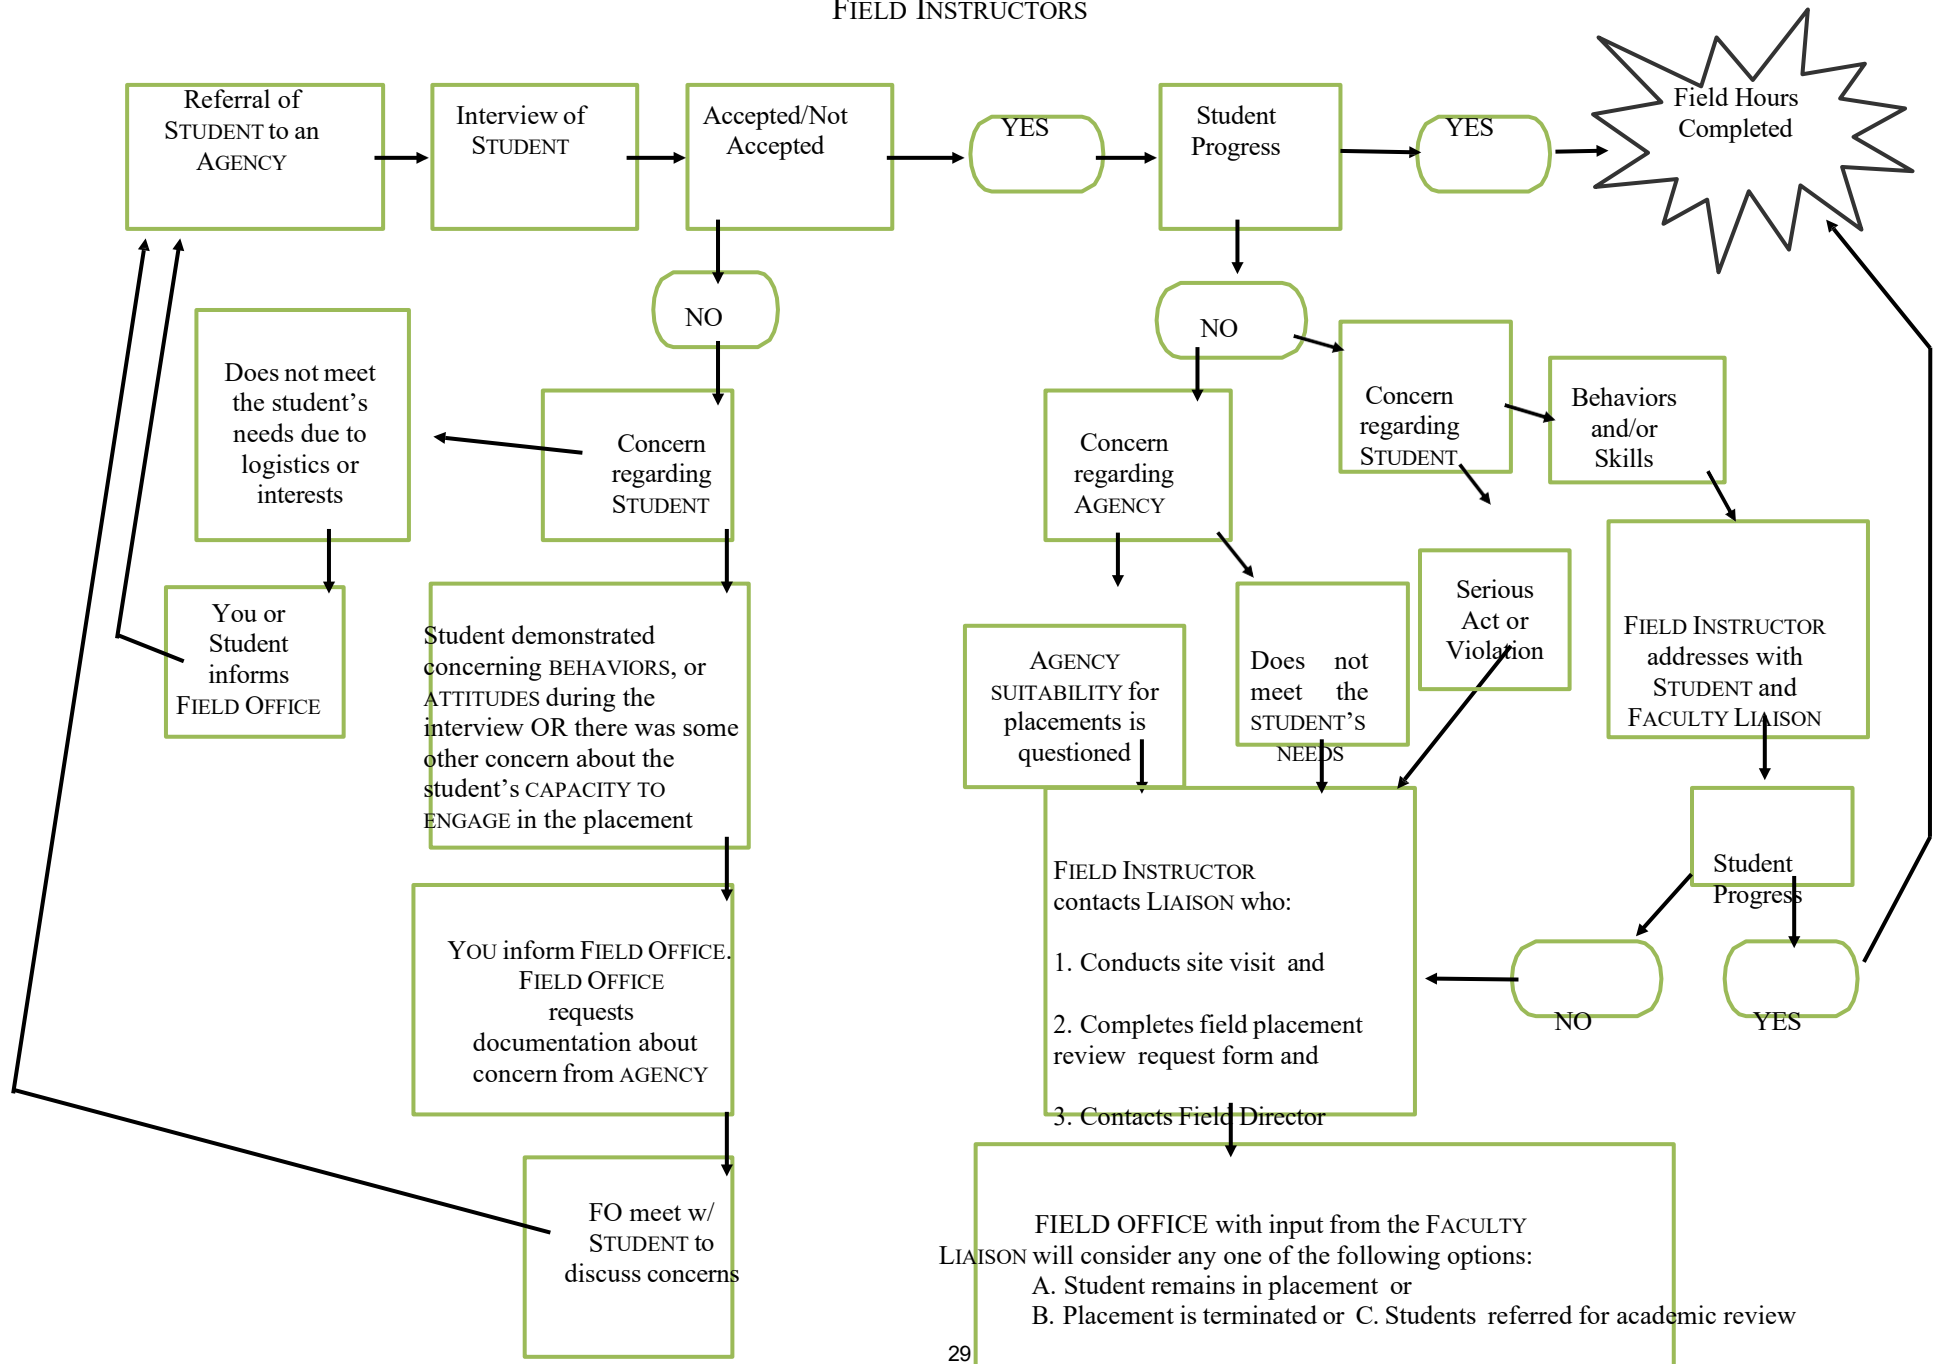 FIELD INSTRUCTORS
Referral of
STUDENT to an
AGENCY
Interview of
STUDENT
Accepted/Not
Accepted
YES
Student
Progress
YES
Field Hours
Completed
NO
NO
Does not meet
the student’s
needs due to
logistics or
interests
Concern
regarding
STUDENT
Concern
regarding
AGENCY
Concern
regarding
STUDENT
Behaviors
and/or
Skills
You or
Student
informs
FIELD OFFICE
Student demonstrated
concerning BEHAVIORS, or
ATTITUDES during the
interview OR there was some
other concern about the
student’s CAPACITY TO
ENGAGE in the placement
AGENCY
SUITABILITY for
placements is
questioned
Does not
meet the
STUDENT’S
NEEDS
Serious
Act or
Violation
FIELD INSTRUCTOR
addresses with
STUDENT and
FACULTY LIAISON
Student
Progress
YOU inform FIELD OFFICE.
FIELD OFFICE
requests
documentation about
concern from AGENCY
FIELD INSTRUCTOR
contacts LIAISON who:
1. Conducts site visit and
2. Completes field placement
review request form and
3. Contacts Field Director
NO
YES
FO meet w/
STUDENT to
discuss concerns
FIELD OFFICE with input from the FACULTY
LIAISON will consider any one of the following options:
A. Student remains in placement or
B. Placement is terminated or C. Students referred for academic review
29